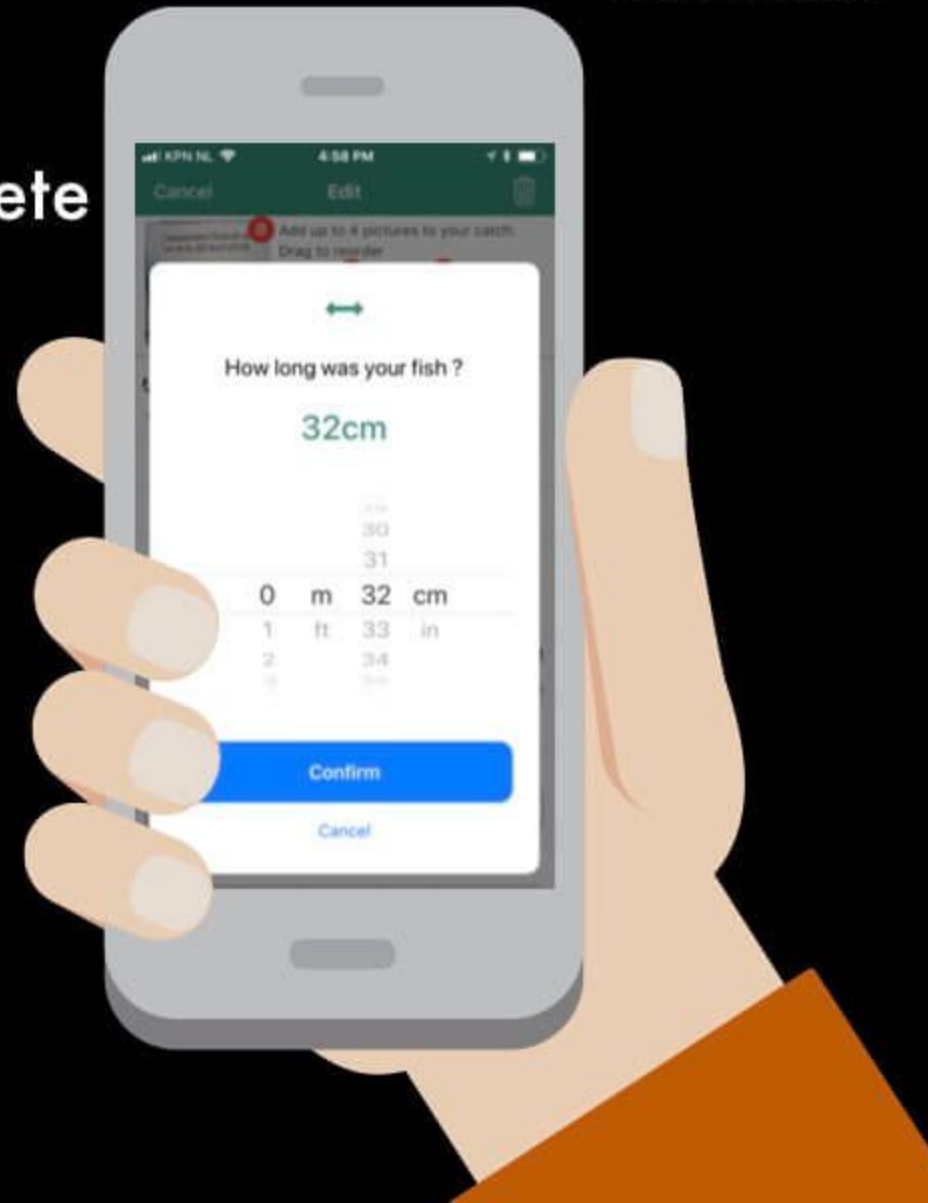 ete
KPN NL 4:58 PM
Cancel Edit
Add up to 4 pictures to your catch.
Drag to reorder
How long was your fish ?
32cm
30
31
0 m 32 cm
1 ft 33 in
2 34
Confirm
Cancel